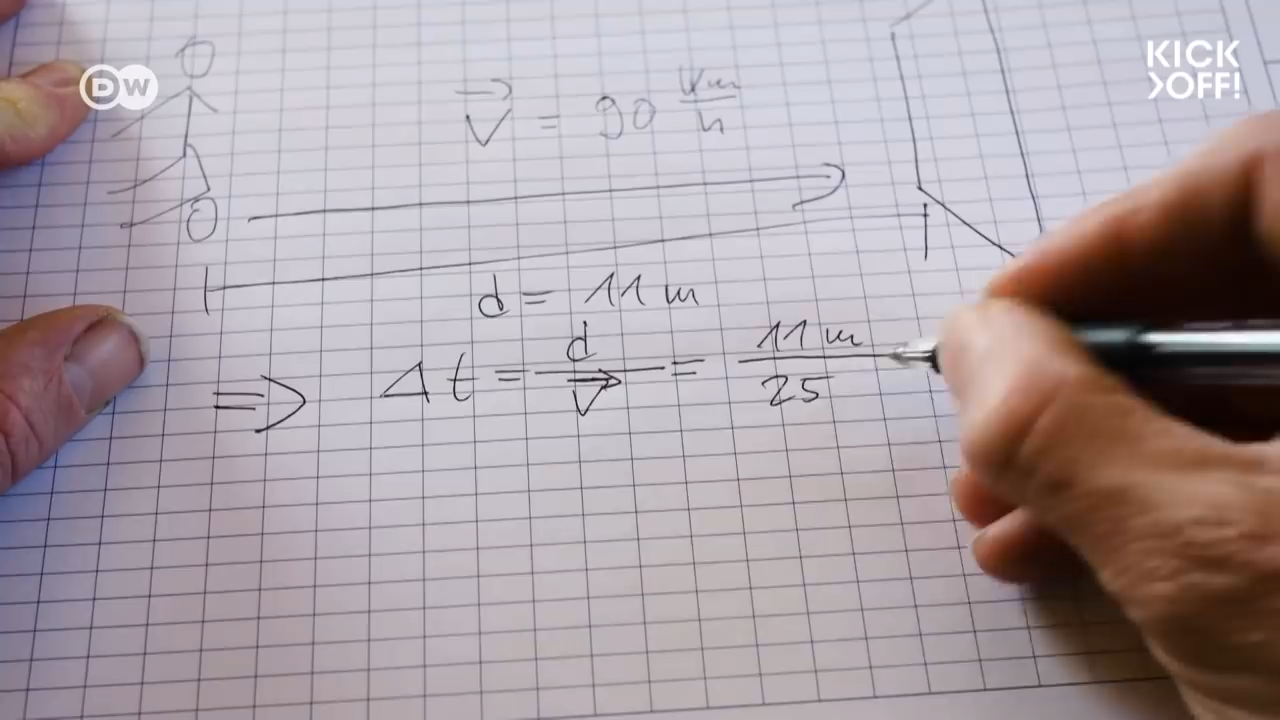 DW
KICK
OFF!
v⃗ = 90 km/h
d = 11 m
⇒ Δt = d/v⃗ = 11 m/25